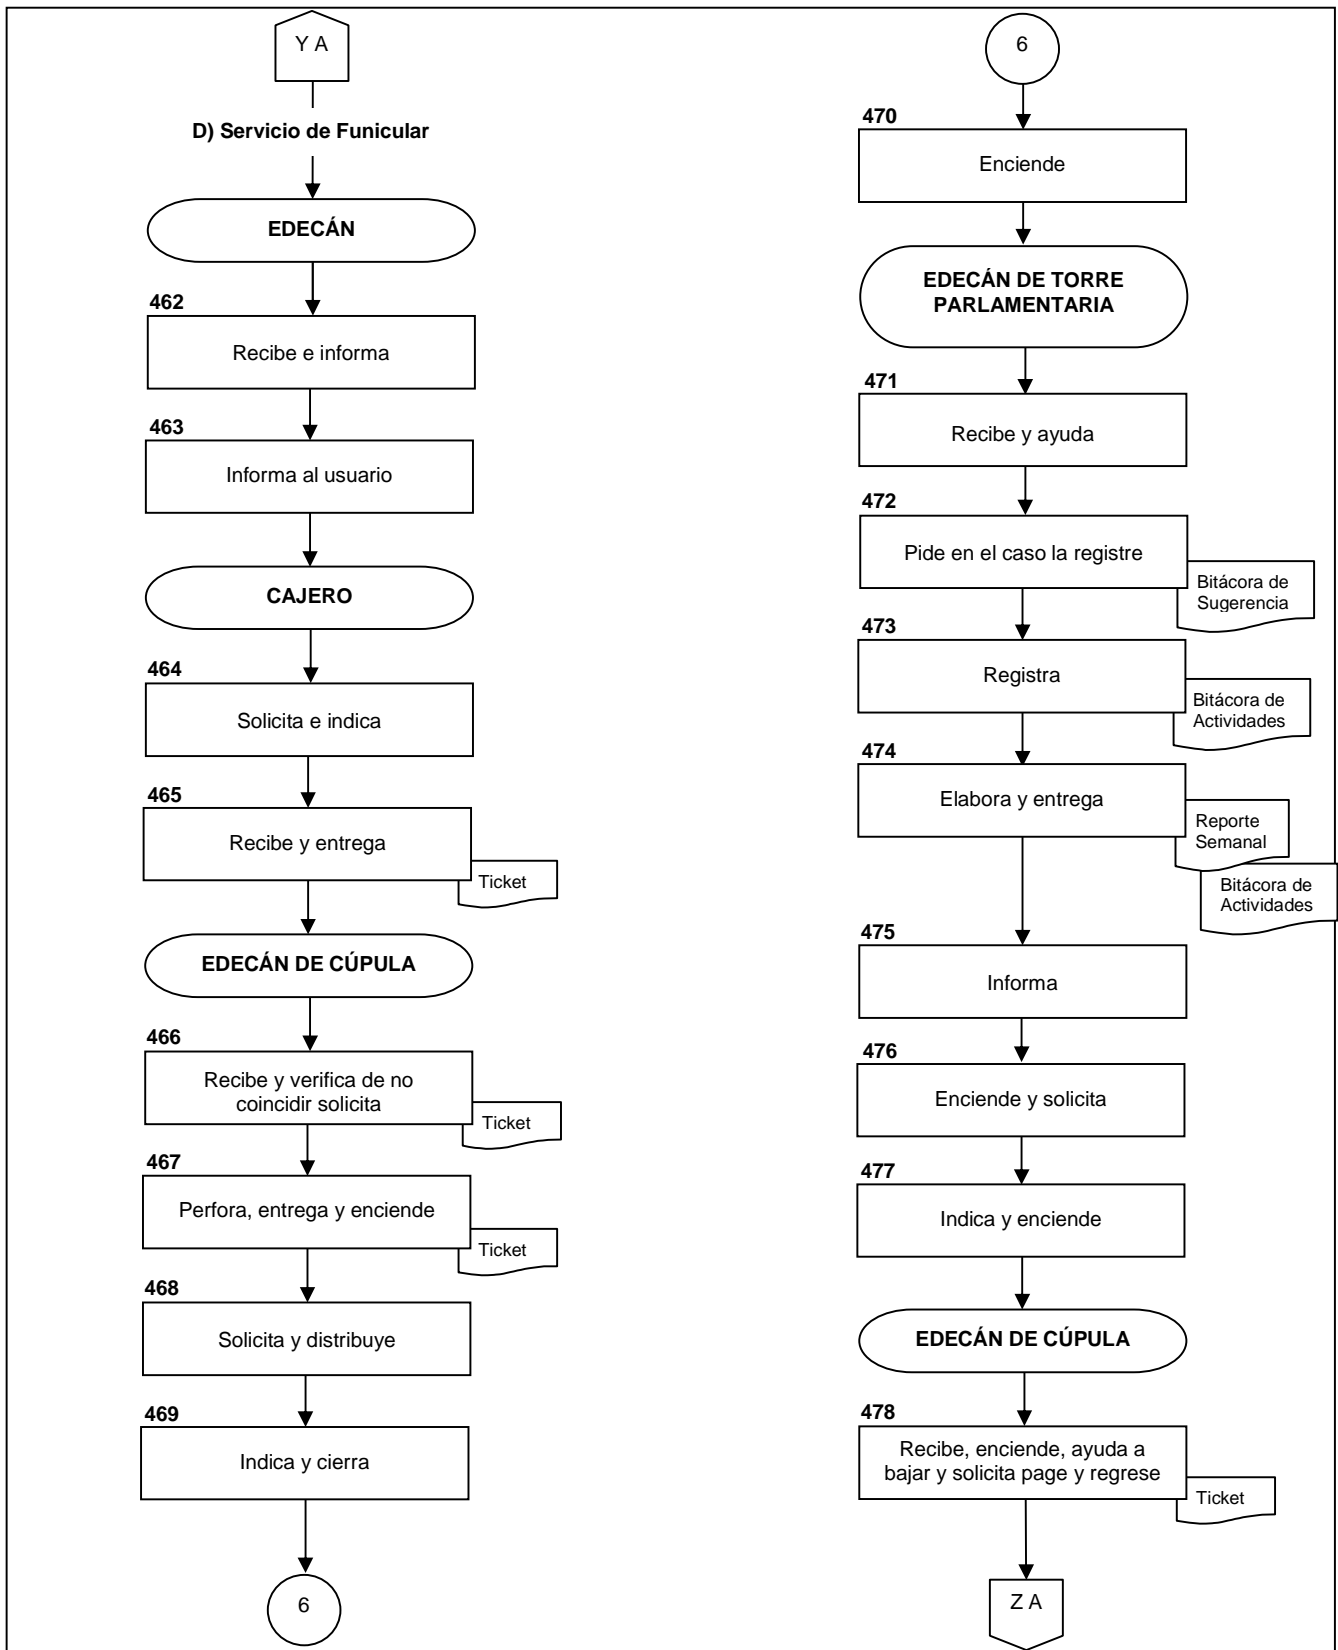 Y A
D) Servicio de Funicular
EDECÁN
462
Recibe e informa
463
Informa al usuario
CAJERO
464
Solicita e indica
465
Recibe y entrega
Ticket
EDECÁN DE CÚPULA
466
Recibe y verifica de no
coincidir solicita
Ticket
467
Perfora, entrega y enciende
Ticket
468
Solicita y distribuye
469
Indica y cierra
6
6
470
Enciende
EDECÁN DE TORRE
PARLAMENTARIA
471
Recibe y ayuda
472
Pide en el caso la registre
Bitácora de
Sugerencia
473
Registra
Bitácora de
Actividades
474
Elabora y entrega
Reporte
Semanal
Bitácora de
Actividades
475
Informa
476
Enciende y solicita
477
Indica y enciende
EDECÁN DE CÚPULA
478
Recibe, enciende, ayuda a
bajar y solicita page y regrese
Ticket
Z A